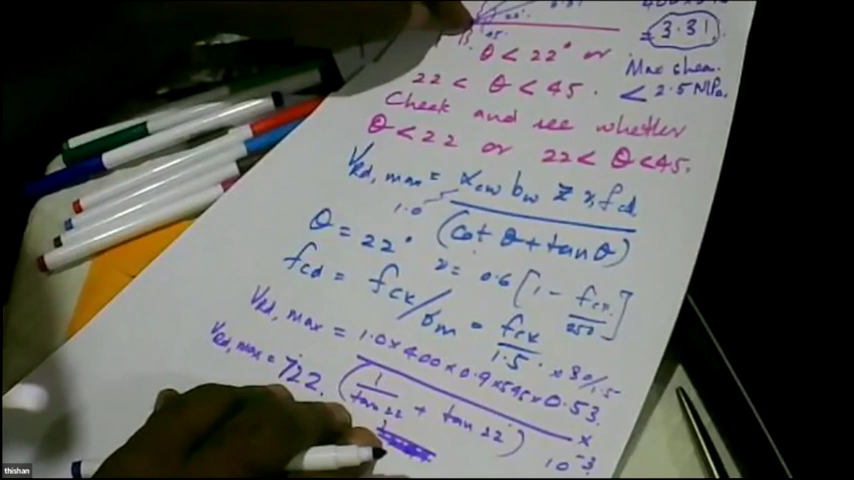 = 3.31
θ < 22° or
Max shear
22 < θ < 45.
< 2.5 MPa.
Check and see whether
θ < 22 or 22 < θ < 45.
VRd, max = αcw bw z ν1 fcd
1.0
(Cot θ + tan θ)
θ = 22°
ν = 0.6 [1 - fck/250]
fcd = fck/γm = fck/1.5
VRd, max = 1.0 × 400 × 0.9 × 545 × 0.53 × 30/1.5
VRd, max = 722. (1/tan 22 + tan 22) × 10⁻³
thishan